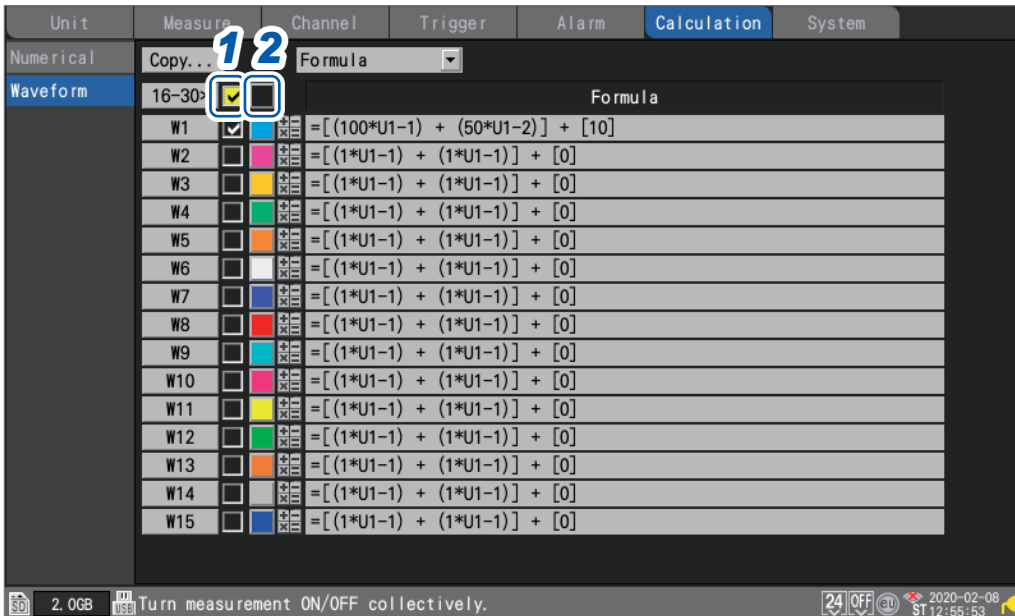 Unit Measure Channel Trigger Alarm Calculation System
1 2
Numerical Copy... Formula
Waveform 16-30> Formula
W1 =[(100*U1-1) + (50*U1-2)] + [10]
W2 =[(1*U1-1) + (1*U1-1)] + [0]
W3 =[(1*U1-1) + (1*U1-1)] + [0]
W4 =[(1*U1-1) + (1*U1-1)] + [0]
W5 =[(1*U1-1) + (1*U1-1)] + [0]
W6 =[(1*U1-1) + (1*U1-1)] + [0]
W7 =[(1*U1-1) + (1*U1-1)] + [0]
W8 =[(1*U1-1) + (1*U1-1)] + [0]
W9 =[(1*U1-1) + (1*U1-1)] + [0]
W10 =[(1*U1-1) + (1*U1-1)] + [0]
W11 =[(1*U1-1) + (1*U1-1)] + [0]
W12 =[(1*U1-1) + (1*U1-1)] + [0]
W13 =[(1*U1-1) + (1*U1-1)] + [0]
W14 =[(1*U1-1) + (1*U1-1)] + [0]
W15 =[(1*U1-1) + (1*U1-1)] + [0]
SD 2.0GB USB Turn measurement ON/OFF collectively. 24 OFF eu ST 2020-02-08
12:55:53